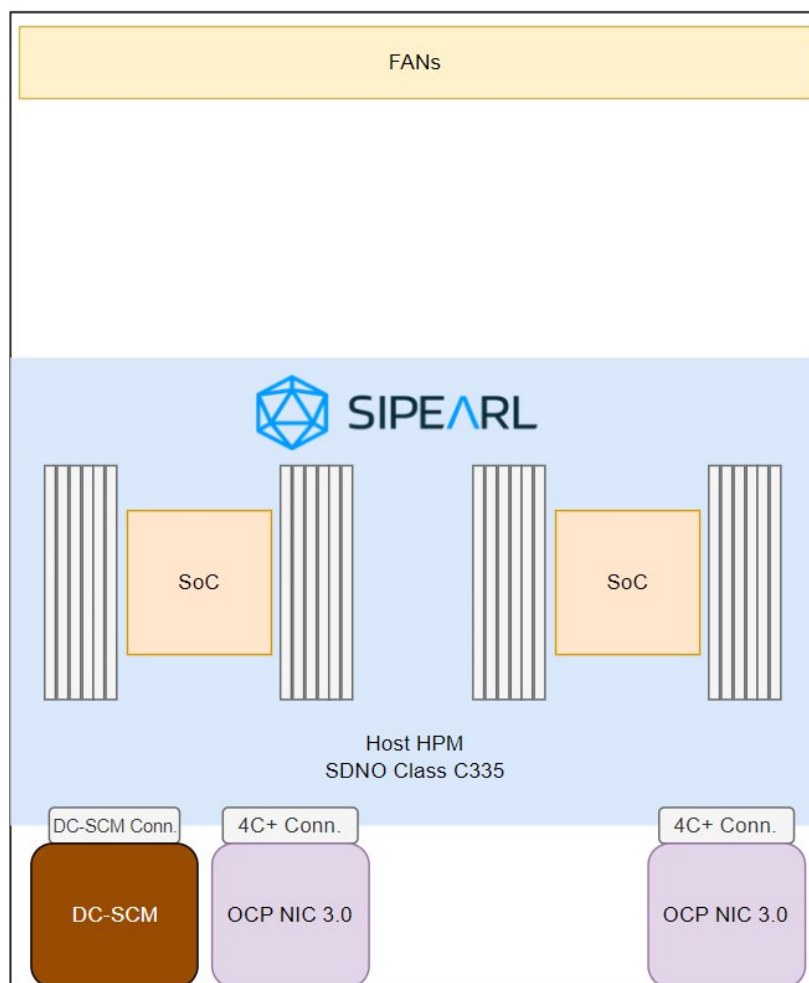 FANs
SIPEARL
SoC
SoC
Host HPM
SDNO Class C335
DC-SCM Conn.
4C+ Conn.
4C+ Conn.
DC-SCM
OCP NIC 3.0
OCP NIC 3.0